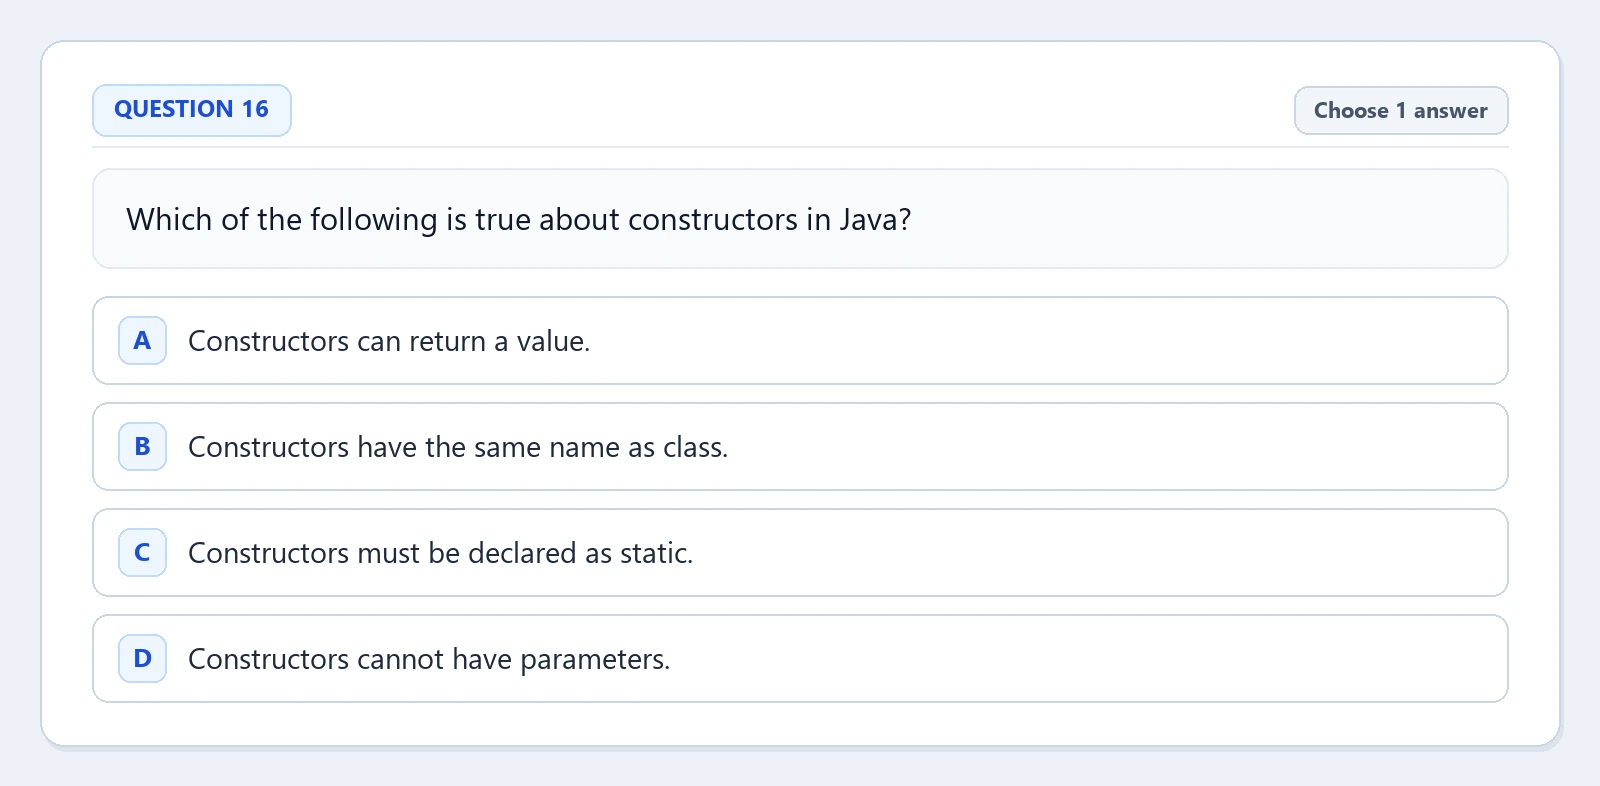 QUESTION 16
Choose 1 answer
Which of the following is true about constructors in Java?
A Constructors can return a value.
B Constructors have the same name as class.
C Constructors must be declared as static.
D Constructors cannot have parameters.